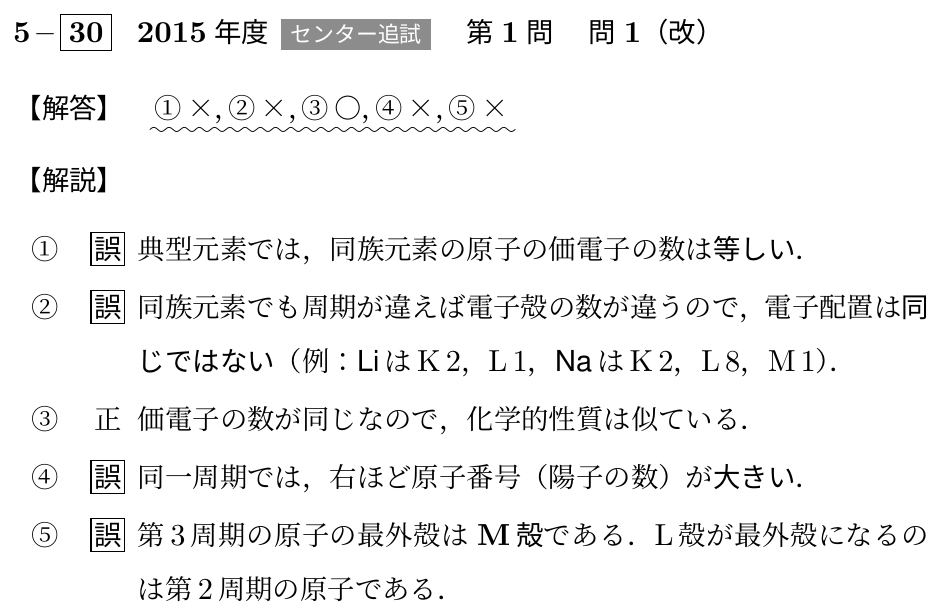 5－30 2015 年度 センター追試 第 1 問 問 1（改）
【解答】 ① ×, ② ×, ③ ○, ④ ×, ⑤ ×
【解説】
① 誤 典型元素では，同族元素の原子の価電子の数は等しい．
② 誤 同族元素でも周期が違えば電子殻の数が違うので，電子配置は同
じではない（例：Li は K 2，L 1，Na は K 2，L 8，M 1）．
③ 正 価電子の数が同じなので，化学的性質は似ている．
④ 誤 同一周期では，右ほど原子番号（陽子の数）が大きい．
⑤ 誤 第 3 周期の原子の最外殻は M 殻である．L 殻が最外殻になるの
は第 2 周期の原子である．